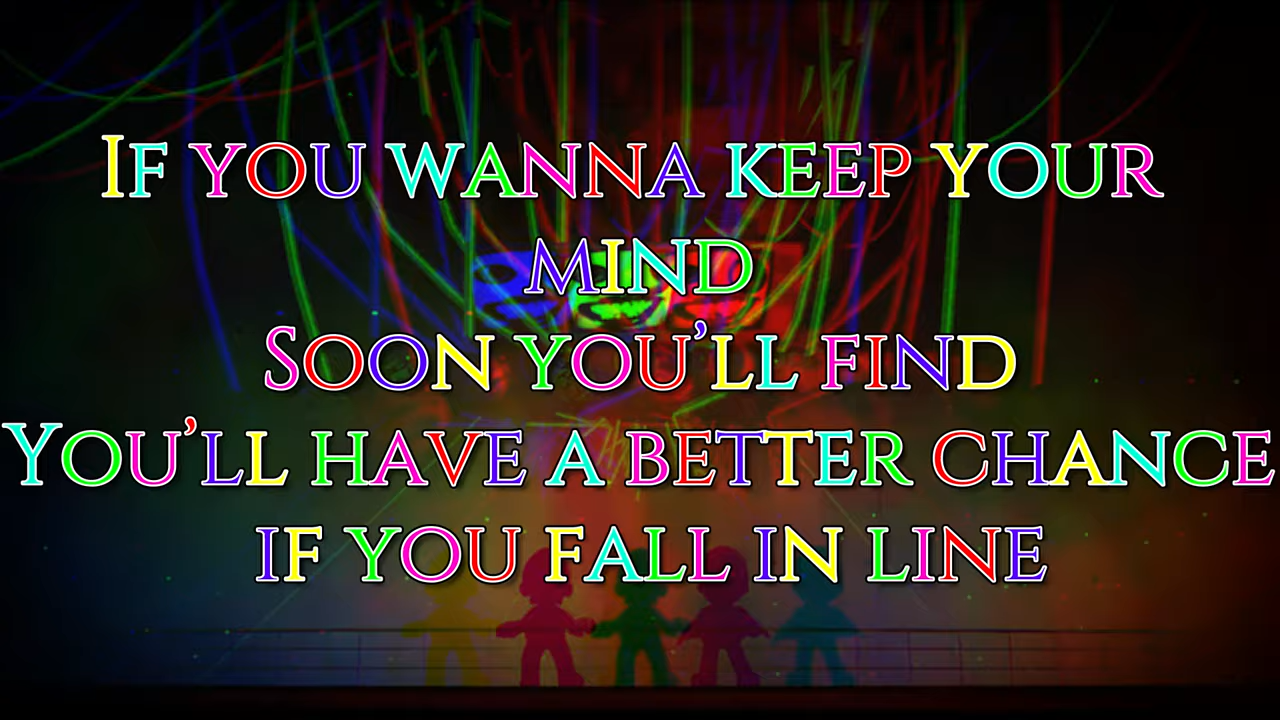 If you wanna keep your
mind
Soon you'll find
You'll have a better chance
if you fall in line